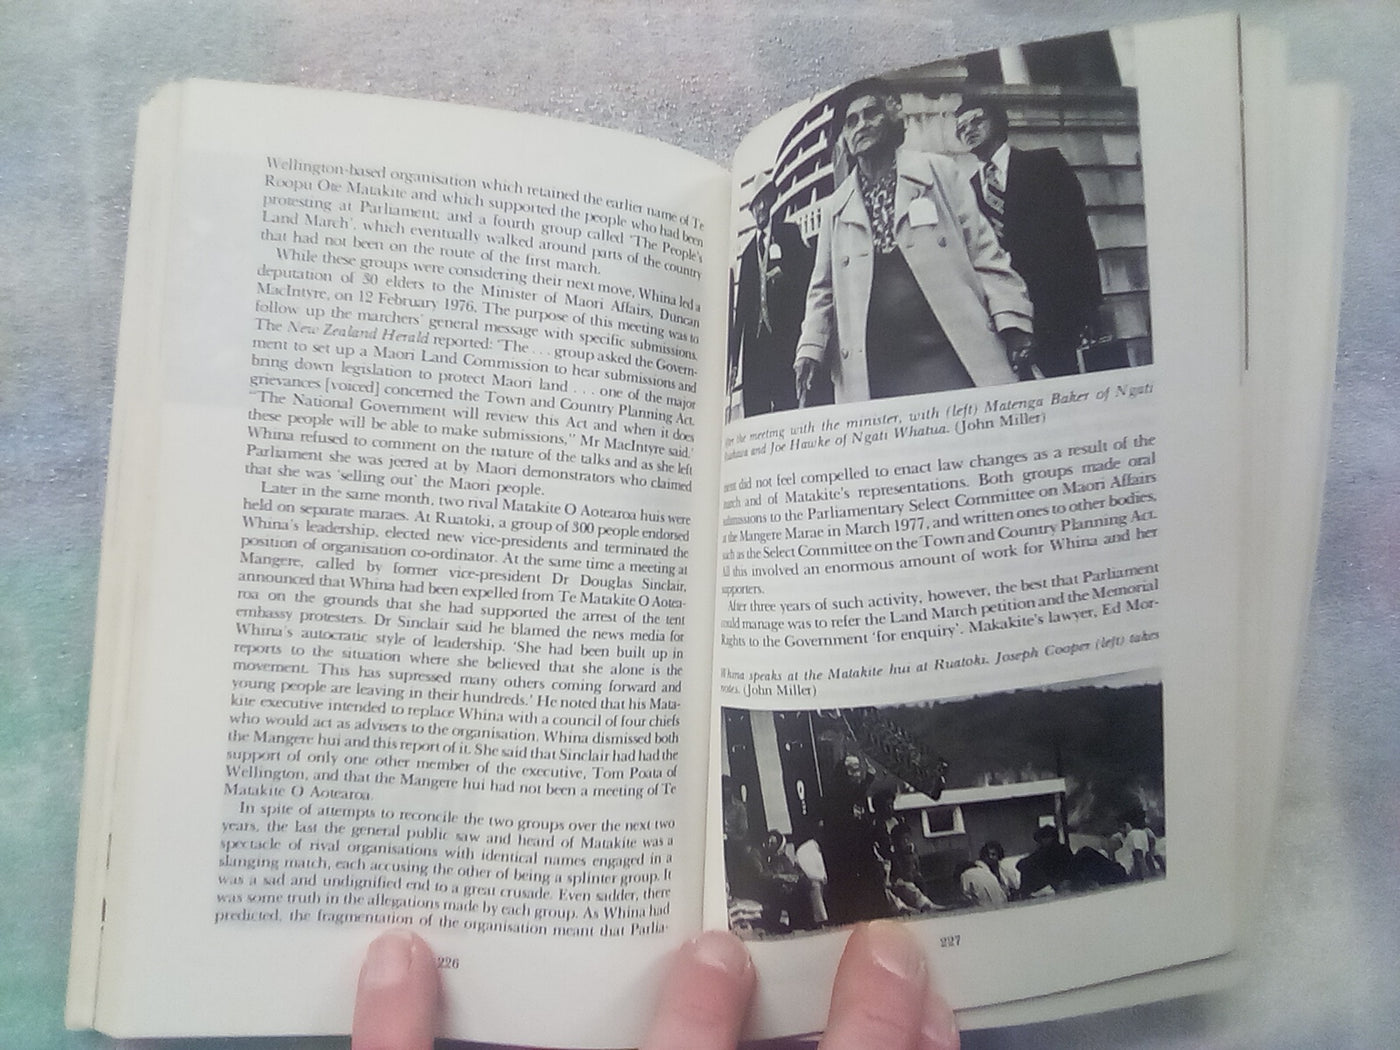 Wellington-based organisation which retained the earlier name of Te
Roopu Ote Matakite and which supported the people who had been
protesting at Parliament; and a fourth group called 'The People's
Land March', which eventually walked around parts of the country
that had not been on the route of the first march.
While these groups were considering their next move, Whina led a
deputation of 30 elders to the Minister of Maori Affairs, Duncan
MacIntyre, on 12 February 1976. The purpose of this meeting was to
follow up the marchers' general message with specific submissions.
The New Zealand Herald reported: 'The . . . group asked the Govern-
ment to set up a Maori Land Commission to hear submissions and
bring down legislation to protect Maori land . . . one of the major
grievances [voiced] concerned the Town and Country Planning Act.
"The National Government will review this Act and when it does
these people will be able to make submissions," Mr MacIntyre said.'
Whina refused to comment on the nature of the talks and as she left
Parliament she was jeered at by Maori demonstrators who claimed
that she was 'selling out' the Maori people.
Later in the same month, two rival Matakite O Aotearoa huis were
held on separate maraes. At Ruatoki, a group of 300 people endorsed
Whina's leadership, elected new vice-presidents and terminated the
position of organisation co-ordinator. At the same time a meeting at
Mangere, called by former vice-president Dr Douglas Sinclair,
announced that Whina had been expelled from Te Matakite O Aotea-
roa on the grounds that she had supported the arrest of the tent
embassy protesters. Dr Sinclair said he blamed the news media for
Whina's autocratic style of leadership. 'She had been built up in
reports to the situation where she believed that she alone is the
movement. This has supressed many others coming forward and
young people are leaving in their hundreds.' He noted that his Mata-
kite executive intended to replace Whina with a council of four chiefs
who would act as advisers to the organisation. Whina dismissed both
the Mangere hui and this report of it. She said that Sinclair had had the
support of only one other member of the executive, Tom Poata of
Wellington, and that the Mangere hui had not been a meeting of Te
Matakite O Aotearoa.
In spite of attempts to reconcile the two groups over the next two
years, the last the general public saw and heard of Matakite was a
spectacle of rival organisations with identical names engaged in a
slanging match, each accusing the other of being a splinter group. It
was a sad and undignified end to a great crusade. Even sadder, there
was some truth in the allegations made by each group. As Whina had
predicted, the fragmentation of the organisation meant that Parlia-
226
the meeting with the minister, with (left) Matenga Baker of Ngati
and Joe Hawke of Ngati Whatua. (John Miller)
did not feel compelled to enact law changes as a result of the
and of Matakite's representations. Both groups made oral
submissions to the Parliamentary Select Committee on Maori Affairs
at the Mangere Marae in March 1977, and written ones to other bodies,
such as the Select Committee on the Town and Country Planning Act.
All this involved an enormous amount of work for Whina and her
supporters.
After three years of such activity, however, the best that Parliament
could manage was to refer the Land March petition and the Memorial
Rights to the Government 'for enquiry'. Makakite's lawyer, Ed Mor-
Whina speaks at the Matakite hui at Ruatoki. Joseph Cooper (left) takes
notes. (John Miller)
227